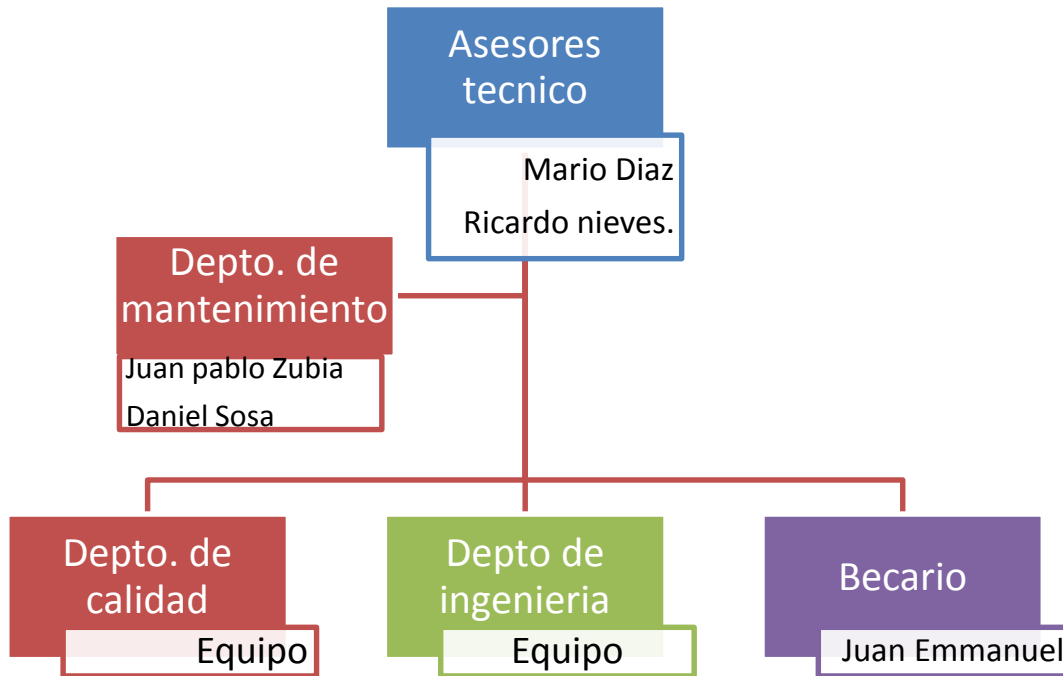 Asesores
tecnico
Mario Diaz
Ricardo nieves.
Depto. de
mantenimiento
Juan pablo Zubia
Daniel Sosa
Depto. de
calidad
Equipo
Depto de
ingenieria
Equipo
Becario
Juan Emmanuel